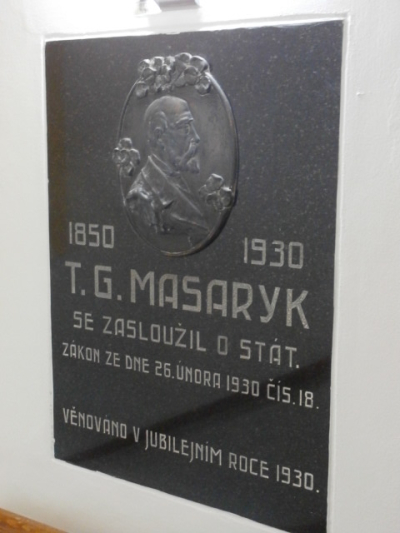 1850 1930
T. G. MASARYK
SE ZASLOUŽIL O STÁT.
ZÁKON ZE DNE 26. ÚNORA 1930 ČÍS. 18.
VĚNOVÁNO V JUBILEJNÍM ROCE 1930.